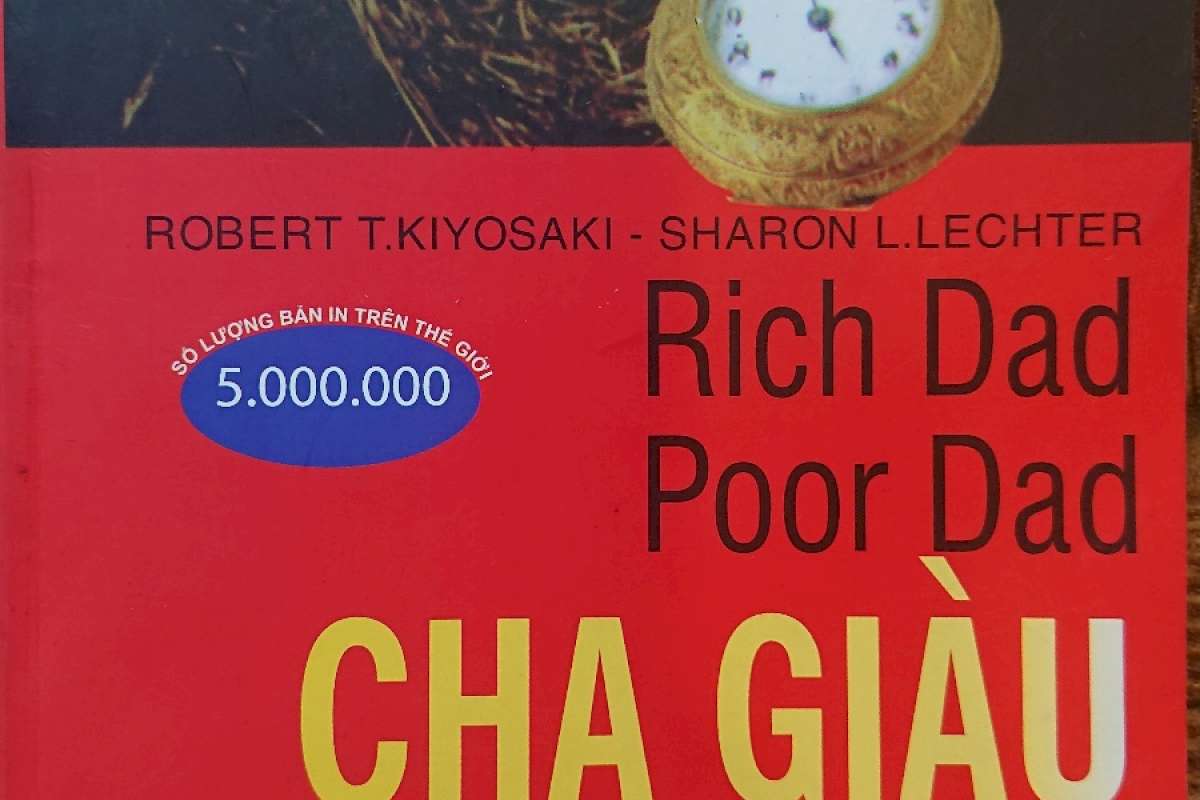 ROBERT T.KIYOSAKI - SHARON L.LECHTER
SỐ LƯỢNG BẢN IN TRÊN THẾ GIỚI
5.000.000
Rich Dad
Poor Dad
CHA GIÀU